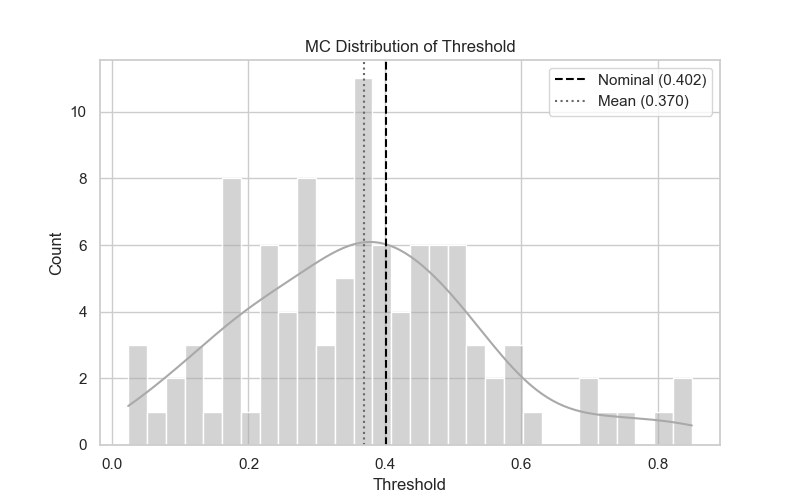 MC Distribution of Threshold
Nominal (0.402)
Mean (0.370)
Count
10
8
6
4
2
0
0.0 0.2 0.4 0.6 0.8
Threshold